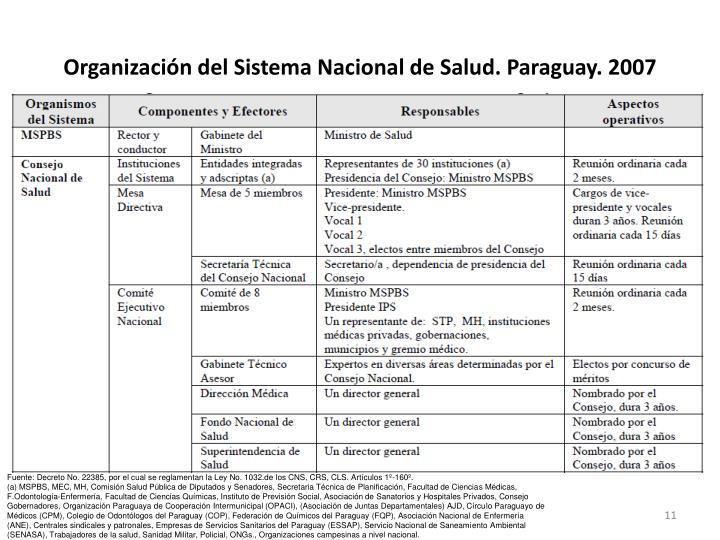 Organización del Sistema Nacional de Salud. Paraguay. 2007
Organismos del Sistema
Componentes y Efectores
Responsables
Aspectos operativos
MSPBS
Rector y conductor
Gabinete del Ministro
Ministro de Salud
Consejo Nacional de Salud
Instituciones del Sistema
Entidades integradas y adscriptas (a)
Representantes de 30 instituciones (a)
Presidencia del Consejo: Ministro MSPBS
Reunión ordinaria cada 2 meses.
Mesa Directiva
Mesa de 5 miembros
Presidente: Ministro MSPBS
Vice-presidente.
Vocal 1
Vocal 2
Vocal 3, electos entre miembros del Consejo
Cargos de vice-presidente y vocales duran 3 años. Reunión ordinaria cada 15 días
Secretaría Técnica del Consejo Nacional
Secretario/a , dependencia de presidencia del Consejo
Reunión ordinaria cada 15 días
Comité Ejecutivo Nacional
Comité de 8 miembros
Ministro MSPBS
Presidente IPS
Un representante de: STP, MH, instituciones médicas privadas, gobernaciones, municipios y gremio médico.
Reunión ordinaria cada 2 meses.
Gabinete Técnico Asesor
Expertos en diversas áreas determinadas por el Consejo Nacional.
Electos por concurso de méritos
Dirección Médica
Un director general
Nombrado por el Consejo, dura 3 años.
Fondo Nacional de Salud
Un director general
Nombrado por el Consejo, dura 3 años
Superintendencia de Salud
Un director general
Nombrado por el Consejo, dura 3 años
Fuente: Decreto No. 22385, por el cual se reglamentan la Ley No. 1032.de los CNS, CRS, CLS. Artículos 1º-160º.
(a) MSPBS, MEC, MH, Comisión Salud Pública de Diputados y Senadores, Secretaria Técnica de Planificación, Facultad de Ciencias Médicas,
F.Odontología-Enfermería, Facultad de Ciencias Químicas, Instituto de Previsión Social, Asociación de Sanatorios y Hospitales Privados, Consejo
Gobernadores, Organización Paraguaya de Cooperación Intermunicipal (OPACI), (Asociación de Juntas Departamentales) AJD, Círculo Paraguayo de
Médicos (CPM), Colegio de Odontólogos del Paraguay (COP), Federación de Químicos del Paraguay (FQP), Asociación Nacional de Enfermería
(ANE), Centrales sindicales y patronales, Empresas de Servicios Sanitarios del Paraguay (ESSAP), Servicio Nacional de Saneamiento Ambiental
(SENASA), Trabajadores de la salud, Sanidad Militar, Policial, ONGs., Organizaciones campesinas a nivel nacional.
11